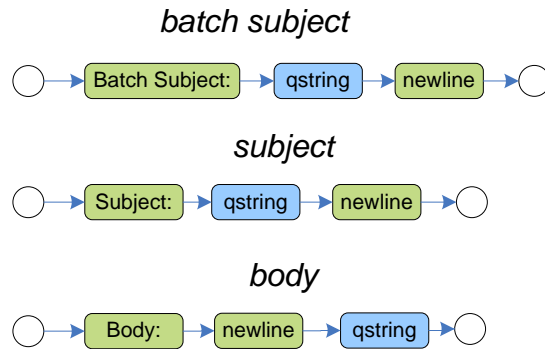 batch subject
Batch Subject: qstring newline
subject
Subject: qstring newline
body
Body: newline qstring